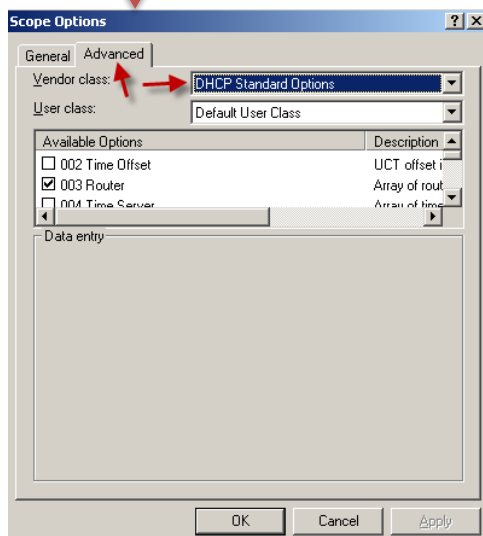 Scope Options
General Advanced
Vendor class: DHCP Standard Options
User class: Default User Class
Available Options Description
002 Time Offset UCT offset i
003 Router Array of rout
004 Time Server Array of time
Data entry
OK Cancel Apply